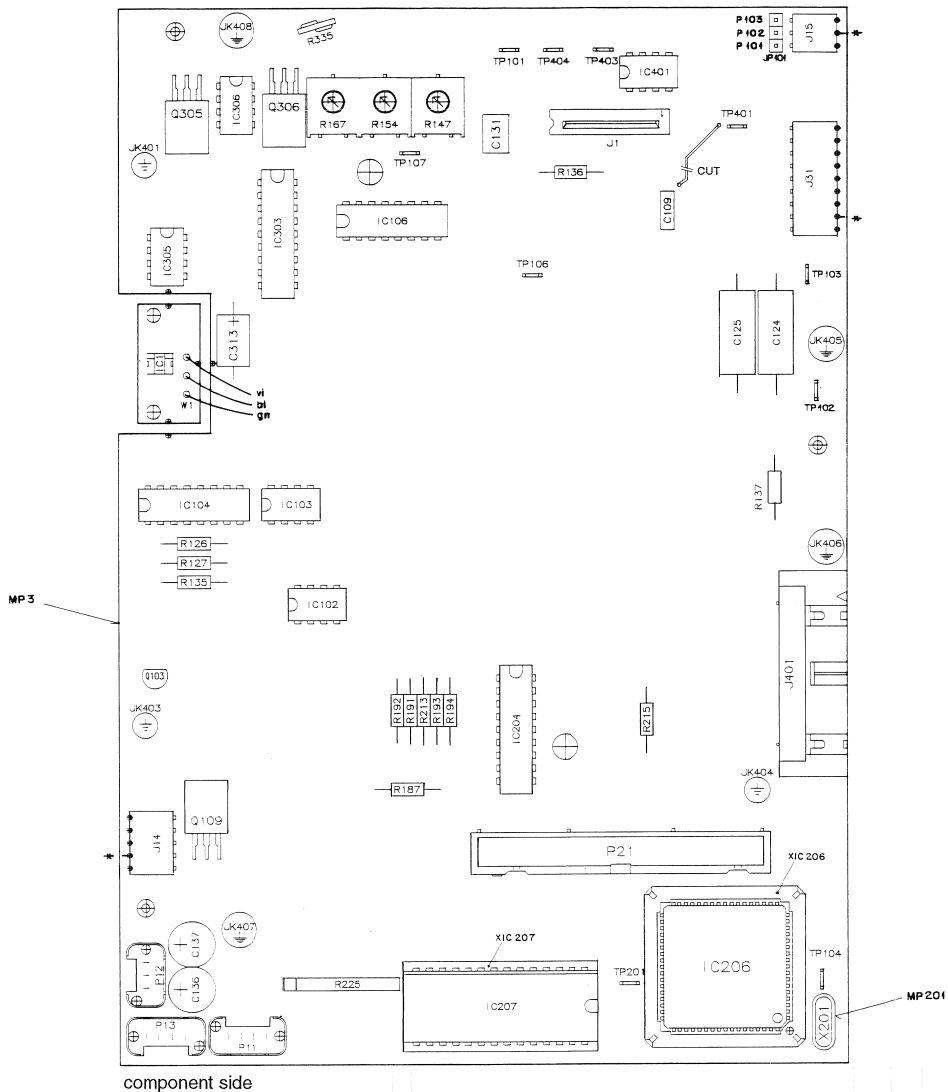 P103
P102
P101
JP101
J15
*
JK408
R335
TP101
TP404
TP403
IC401
Q305
IC306
Q306
R167
R154
R147
C131
J1
TP401
JK401
TP107
R136
CUT
J31
C109
*
IC303
IC106
IC305
TP106
TP103
C313
C125
C124
JK405
IC1
vi
bl
gn
W1
TP102
R137
IC104
IC103
R126
R127
R135
JK406
MP3
IC102
Q103
J401
JK403
R192
R191
R213
R193
R194
IC204
R215
JK404
R187
Q109
J14
*
P21
XIC206
JK407
C137
XIC207
P12
C136
R225
IC207
TP201
IC206
TP104
MP201
X201
P13
P11
component side